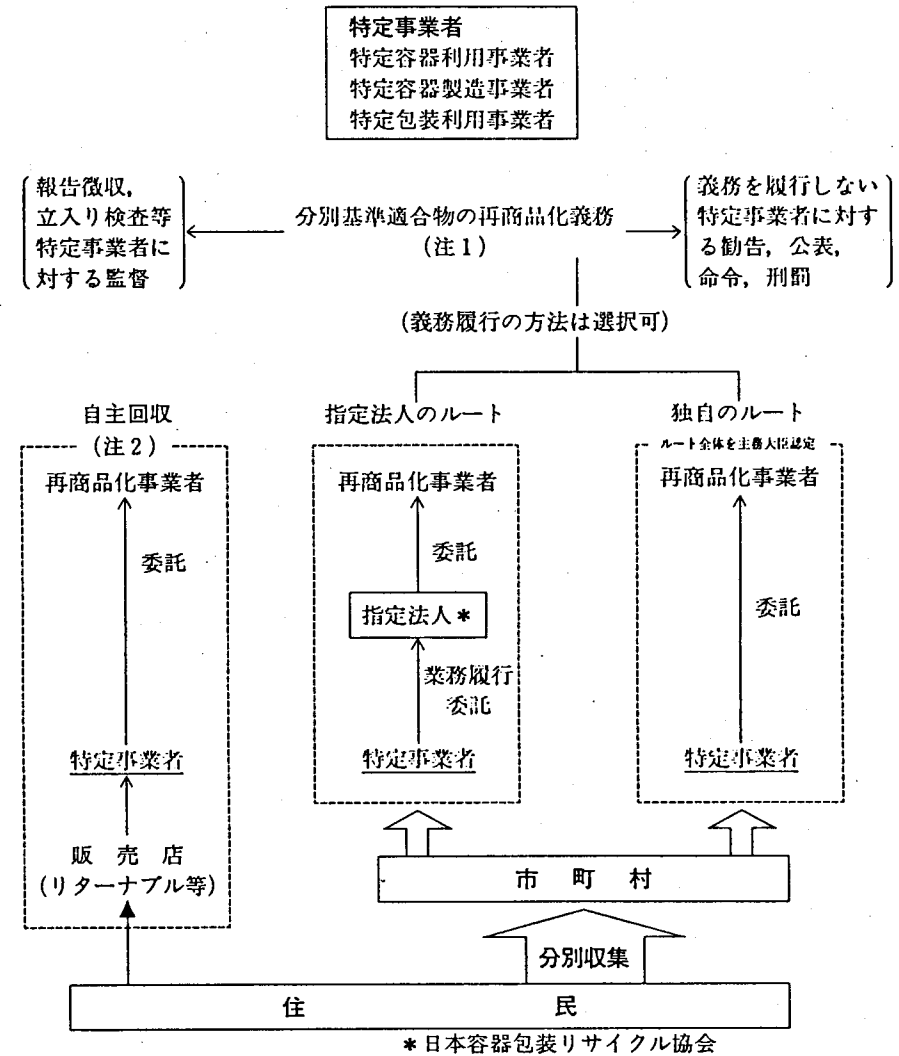 特定事業者
特定容器利用事業者
特定容器製造事業者
特定包装利用事業者
報告徴収,
立入り検査等
特定事業者に
対する監督
分別基準適合物の再商品化義務
(注1)
義務を履行しない
特定事業者に対す
る勧告, 公表,
命令, 刑罰
(義務履行の方法は選択可)
自主回収
(注2)
再商品化事業者
委託
特定事業者
販売店
(リターナブル等)
指定法人のルート
再商品化事業者
委託
指定法人*
業務履行
委託
特定事業者
独自のルート
ルート全体を主務大臣認定
再商品化事業者
委託
特定事業者
市町村
分別収集
住民
*日本容器包装リサイクル協会